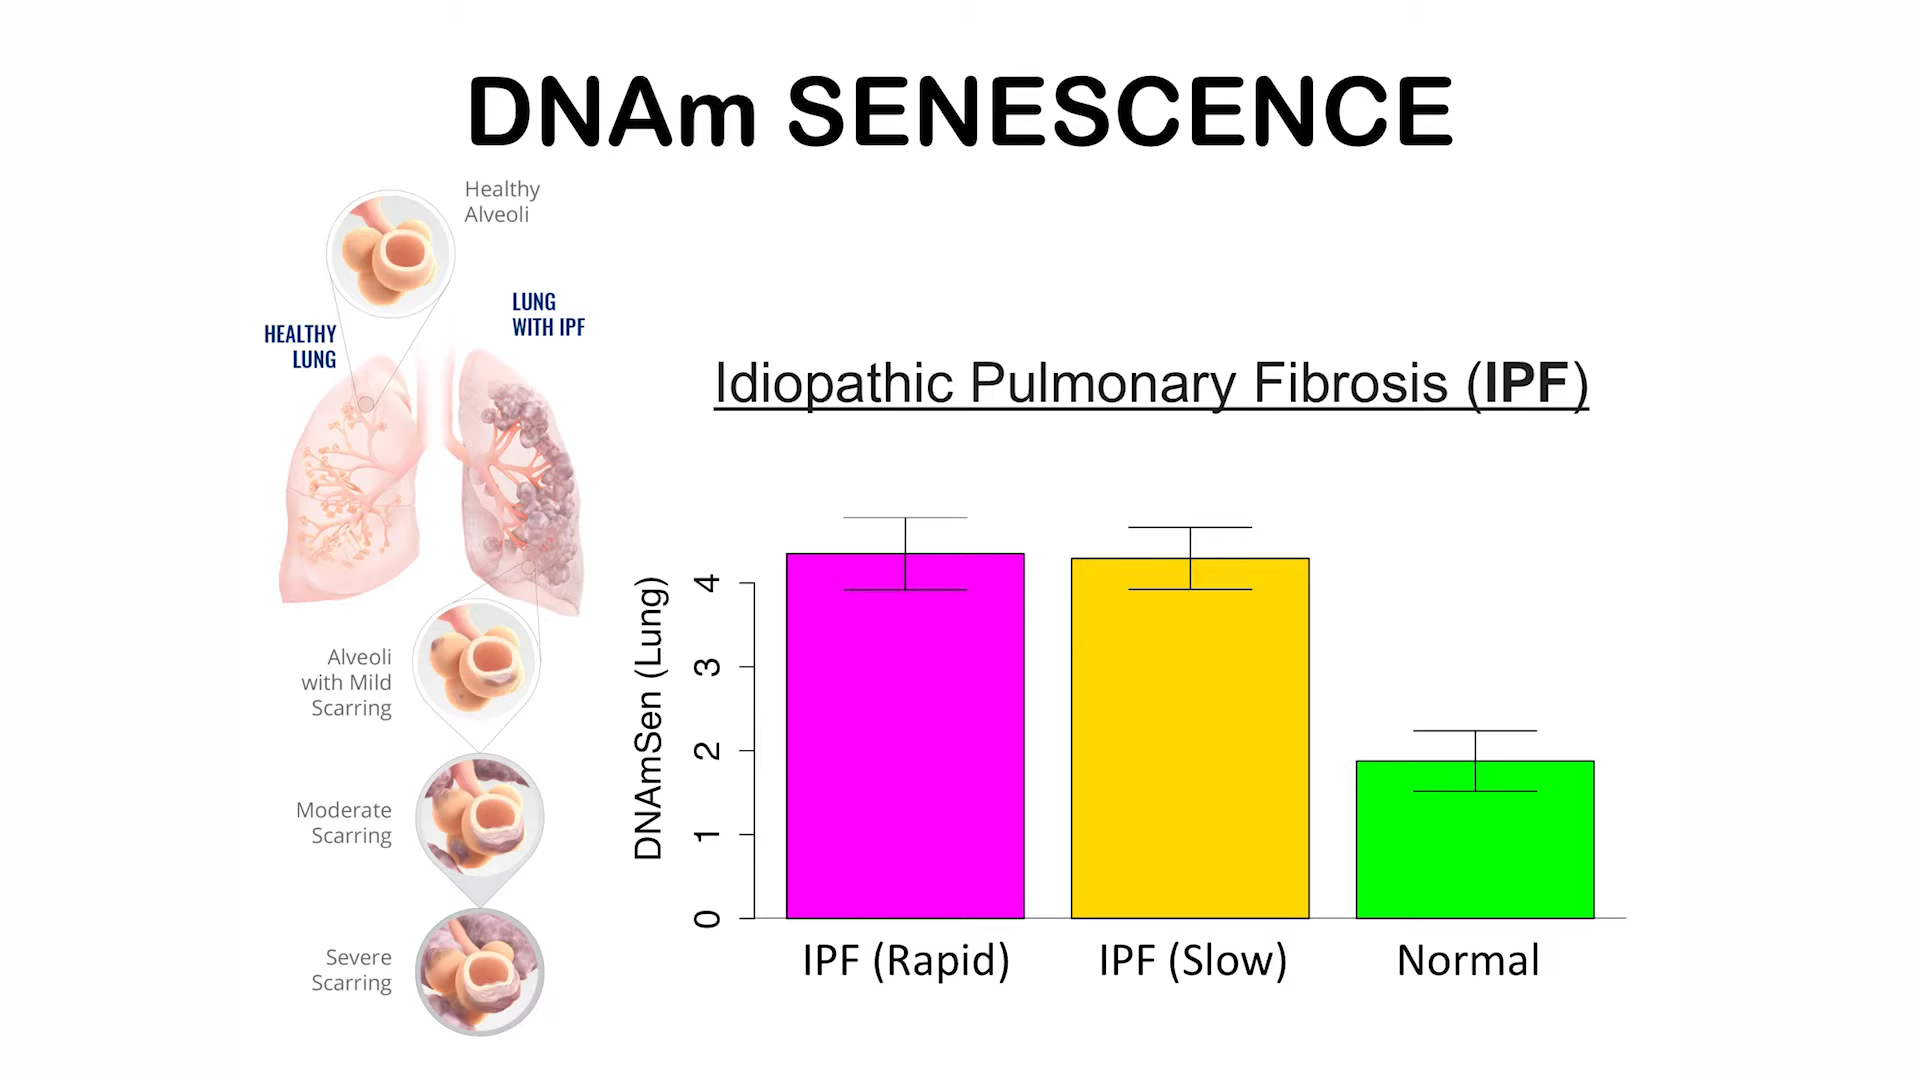 DNAm SENESCENCE
Healthy
Alveoli
HEALTHY
LUNG
LUNG
WITH IPF
Alveoli
with Mild
Scarring
Moderate
Scarring
Severe
Scarring
Idiopathic Pulmonary Fibrosis (IPF)
DNAmSen (Lung)
4
3
2
1
0
IPF (Rapid)
IPF (Slow)
Normal